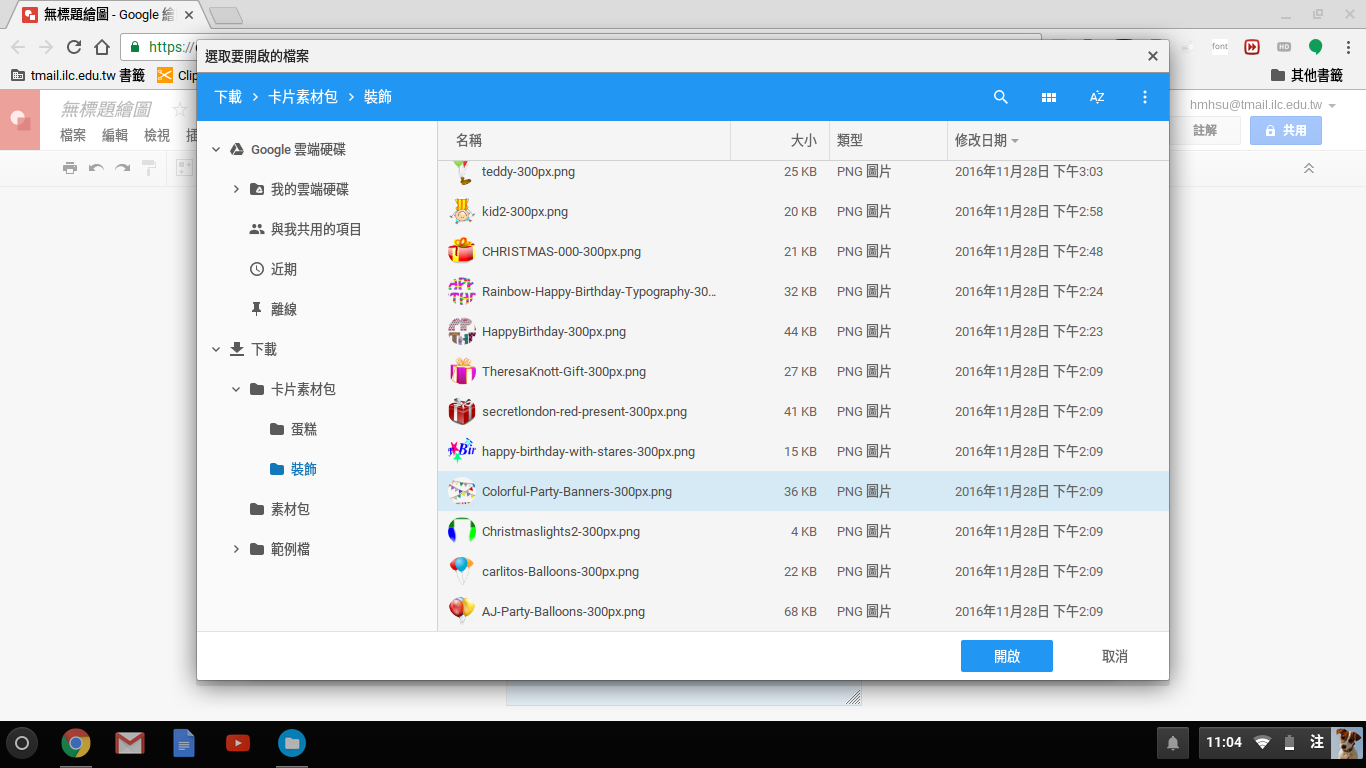 無標題繪圖 - Google 繪
https://
font
HD
tmail.ilc.edu.tw 書籤
Clip
其他書籤
無標題繪圖
hmhsu@tmail.ilc.edu.tw
檔案 編輯 檢視 插
註解
共用
選取要開啟的檔案
下載 卡片素材包 裝飾
AZ
Google 雲端硬碟
我的雲端硬碟
與我共用的項目
近期
離線
下載
卡片素材包
蛋糕
裝飾
素材包
範例檔
名稱 大小 類型 修改日期
teddy-300px.png 25 KB PNG 圖片 2016年11月28日 下午3:03
kid2-300px.png 20 KB PNG 圖片 2016年11月28日 下午2:58
CHRISTMAS-000-300px.png 21 KB PNG 圖片 2016年11月28日 下午2:48
Rainbow-Happy-Birthday-Typography-30... 32 KB PNG 圖片 2016年11月28日 下午2:24
HappyBirthday-300px.png 44 KB PNG 圖片 2016年11月28日 下午2:23
TheresaKnott-Gift-300px.png 27 KB PNG 圖片 2016年11月28日 下午2:09
secretlondon-red-present-300px.png 41 KB PNG 圖片 2016年11月28日 下午2:09
happy-birthday-with-stares-300px.png 15 KB PNG 圖片 2016年11月28日 下午2:09
Colorful-Party-Banners-300px.png 36 KB PNG 圖片 2016年11月28日 下午2:09
Christmaslights2-300px.png 4 KB PNG 圖片 2016年11月28日 下午2:09
carlitos-Balloons-300px.png 22 KB PNG 圖片 2016年11月28日 下午2:09
AJ-Party-Balloons-300px.png 68 KB PNG 圖片 2016年11月28日 下午2:09
開啟
取消
11:04 注